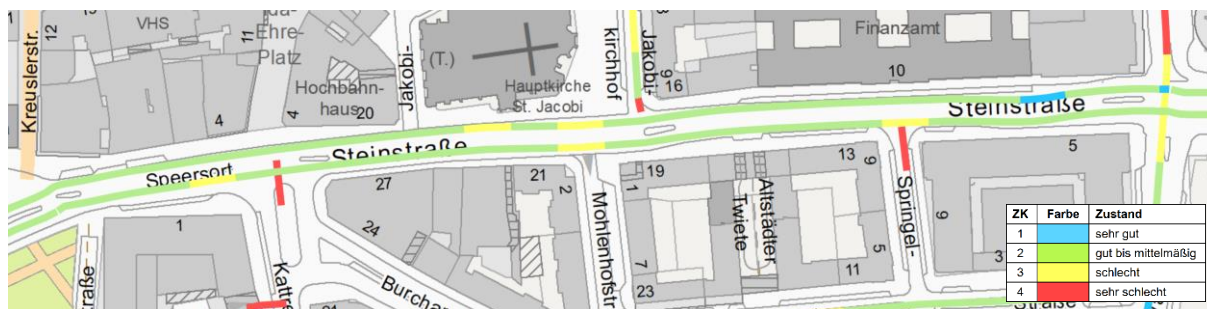 VHS
12
11
Ehre-
Platz
Kreuslerstr.
4
Hochbahn-
haus
4
20
Jakobi-
(T.)
Hauptkirche
St. Jacobi
kirchhof
Jakobi-
9
16
Finanzamt
10
Steinstraße
Steinstraße
Speersort
1
27
24
21
2
Kattre
Burcha
Mohlenhofstr
19
1
7
23
Altstädter
Twiete
13
9
5
11
Springel-
5
9
3
ZK Farbe Zustand
1 sehr gut
2 gut bis mittelmäßig
3 schlecht
4 sehr schlecht